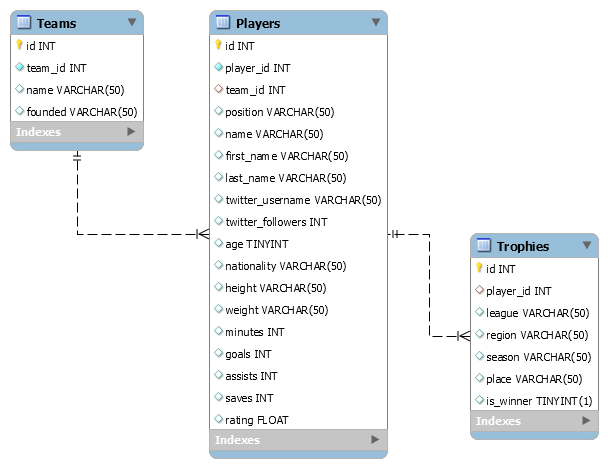 Teams
id INT
team_id INT
name VARCHAR(50)
founded VARCHAR(50)
Indexes
Players
id INT
player_id INT
team_id INT
position VARCHAR(50)
name VARCHAR(50)
first_name VARCHAR(50)
last_name VARCHAR(50)
twitter_username VARCHAR(50)
twitter_followers INT
age TINYINT
nationality VARCHAR(50)
height VARCHAR(50)
weight VARCHAR(50)
minutes INT
goals INT
assists INT
saves INT
rating FLOAT
Indexes
Trophies
id INT
player_id INT
league VARCHAR(50)
region VARCHAR(50)
season VARCHAR(50)
place VARCHAR(50)
is_winner TINYINT(1)
Indexes